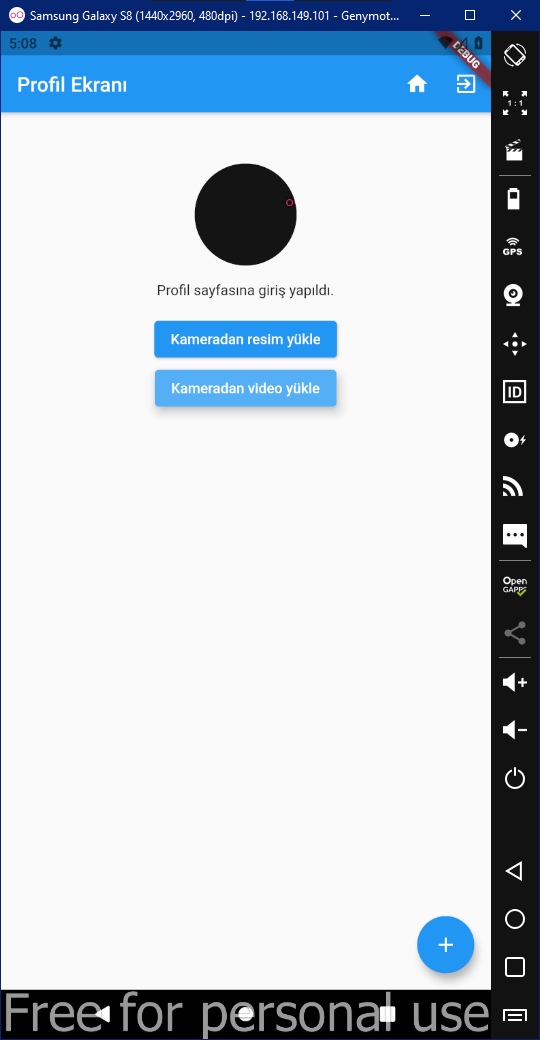 Samsung Galaxy S8 (1440x2960, 480dpi) - 192.168.149.101 - Genymot...
5:08
DEBUG
Profil Ekranı
1:1
GPS
Profil sayfasına giriş yapıldı.
Kameradan resim yükle
Kameradan video yükle
ID
Open
GAPPS
Free for personal use